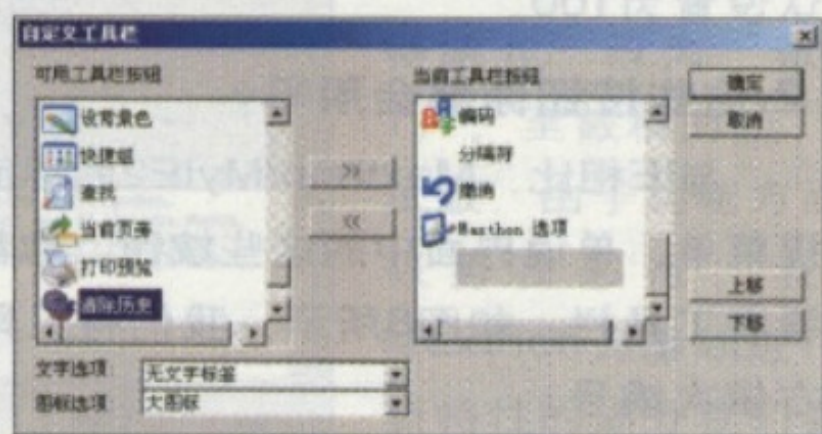 自定义工具栏
可用工具栏按钮
设背景色
快捷组
查找
当前页弃
打印预览
清除历史
>>
<<
当前工具栏按钮
编码
分隔符
撤消
Maxthon 选项
确定
取消
上移
下移
文字选项
无文字标签
图标选项
大图标